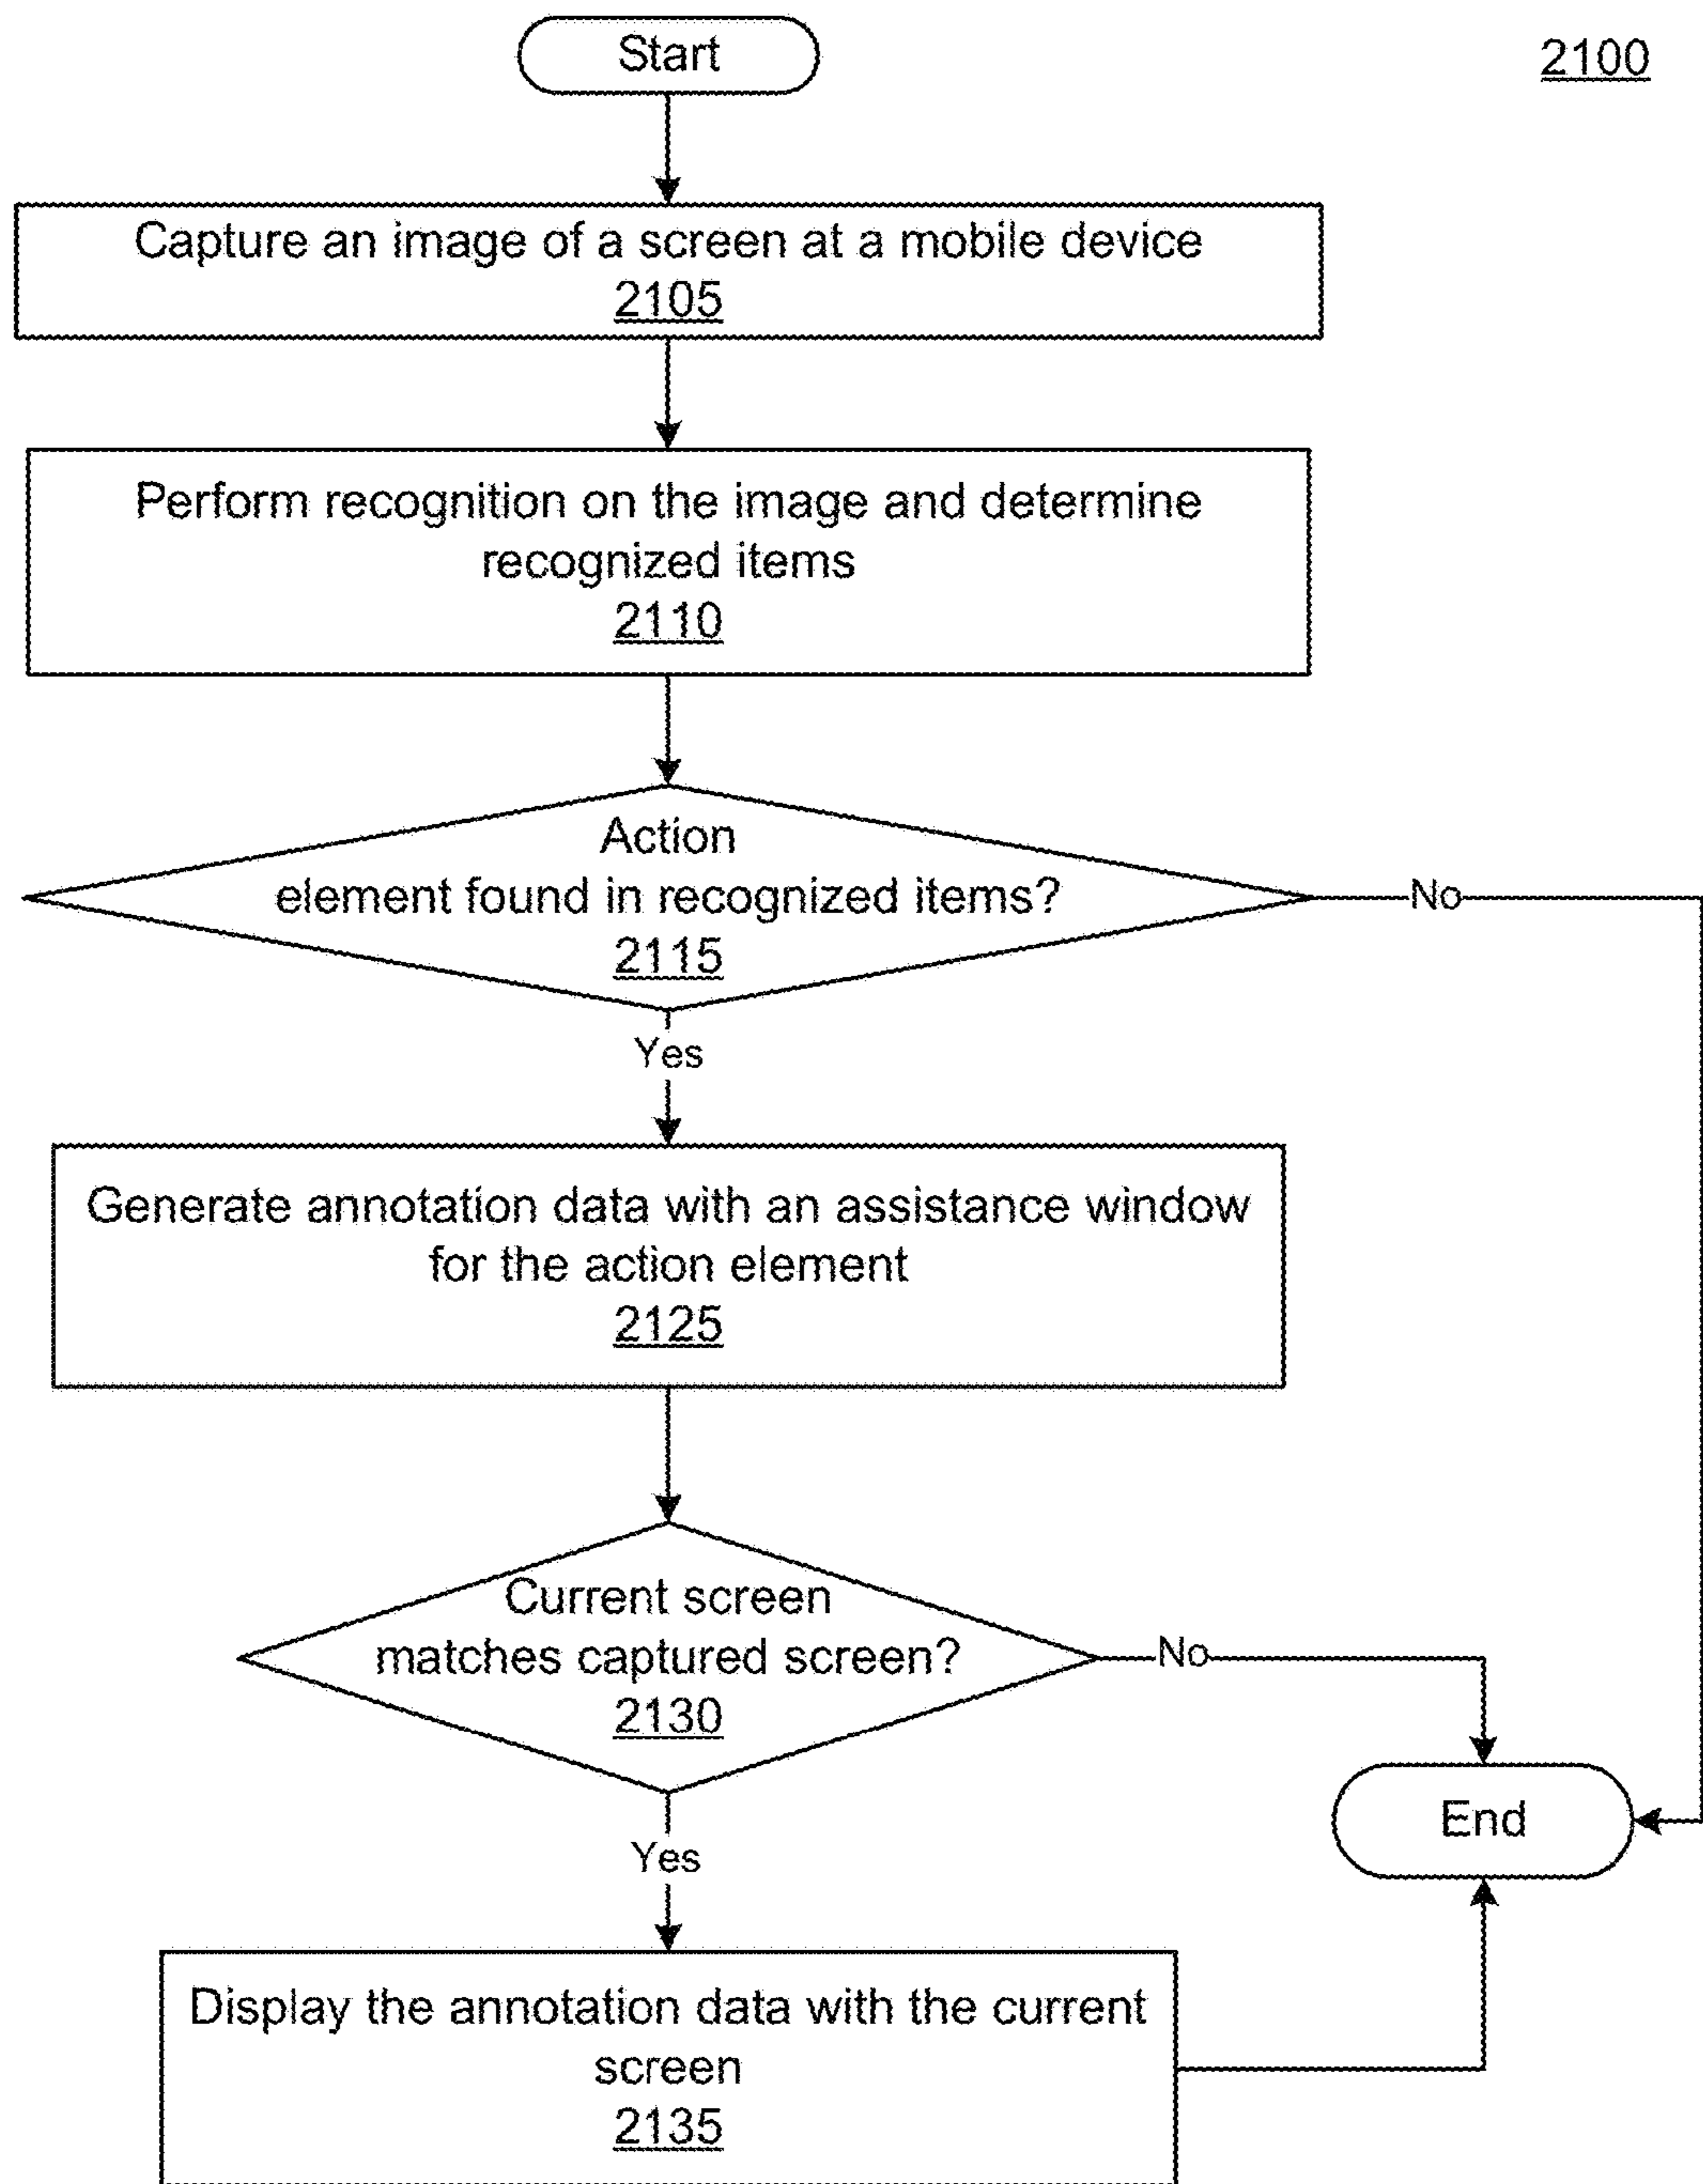 Start
2100
Capture an image of a screen at a mobile device
2105
Perform recognition on the image and determine
recognized items
2110
Action
element found in recognized items?
2115
No
Yes
Generate annotation data with an assistance window
for the action element
2125
Current screen
matches captured screen?
2130
No
Yes
End
Display the annotation data with the current
screen
2135